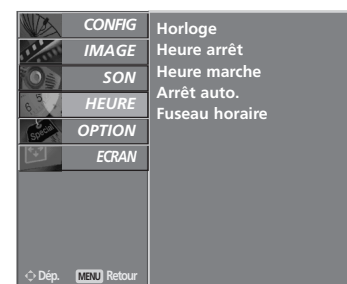 CONFIG
IMAGE
SON
HEURE
OPTION
ECRAN
Horloge
Heure arrêt
Heure marche
Arrêt auto.
Fuseau horaire
Dép. MENU Retour